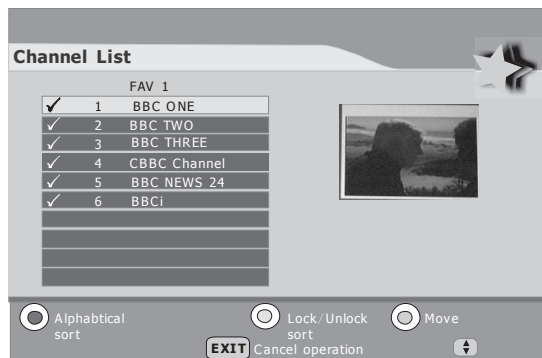 Channel List
FAV 1
✓ 1 BBC ONE
✓ 2 BBC TWO
✓ 3 BBC THREE
✓ 4 CBBC Channel
✓ 5 BBC NEWS 24
✓ 6 BBCi
Alphabtical
sort
Lock/Unlock
sort
Move
EXIT Cancel operation